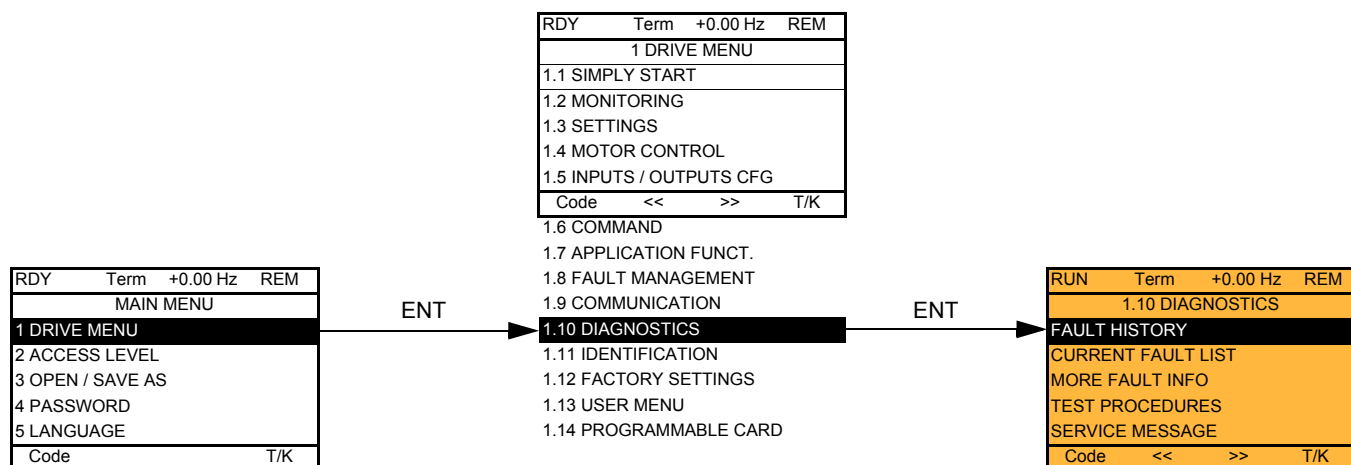 RDY Term +0.00 Hz REM
MAIN MENU
1 DRIVE MENU
2 ACCESS LEVEL
3 OPEN / SAVE AS
4 PASSWORD
5 LANGUAGE
Code T/K
ENT
RDY Term +0.00 Hz REM
1 DRIVE MENU
1.1 SIMPLY START
1.2 MONITORING
1.3 SETTINGS
1.4 MOTOR CONTROL
1.5 INPUTS / OUTPUTS CFG
Code << >> T/K
1.6 COMMAND
1.7 APPLICATION FUNCT.
1.8 FAULT MANAGEMENT
1.9 COMMUNICATION
1.10 DIAGNOSTICS
1.11 IDENTIFICATION
1.12 FACTORY SETTINGS
1.13 USER MENU
1.14 PROGRAMMABLE CARD
ENT
RUN Term +0.00 Hz REM
1.10 DIAGNOSTICS
FAULT HISTORY
CURRENT FAULT LIST
MORE FAULT INFO
TEST PROCEDURES
SERVICE MESSAGE
Code << >> T/K